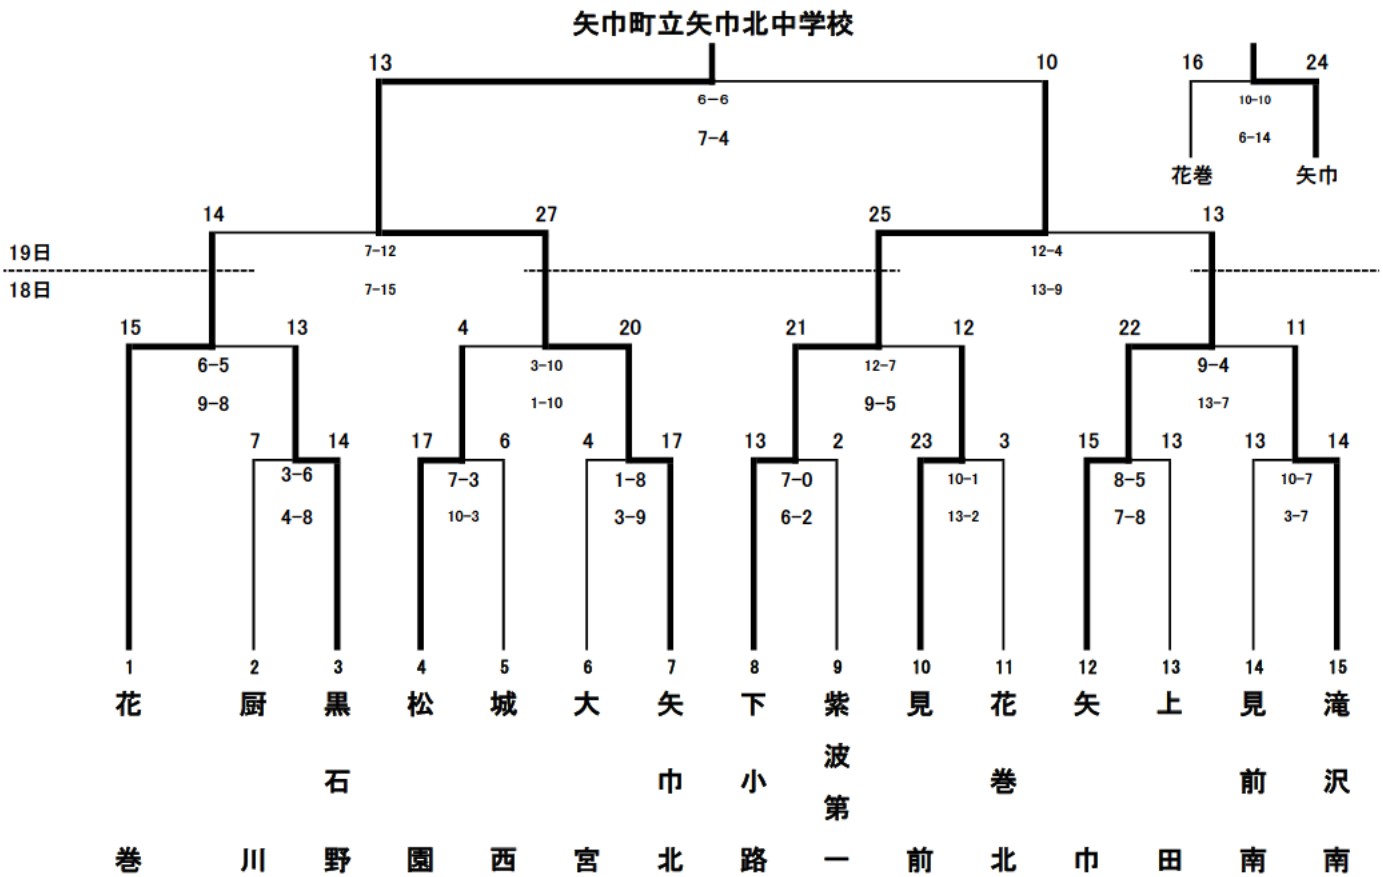 矢巾町立矢巾北中学校
13 10 16 24
6-6 10-10
7-4 6-14
花巻 矢巾
14 27 25 13
19日 7-12 12-4
18日 7-15 13-9
15 13 4 20 21 12 22 11
6-5 3-10 12-7 9-4
9-8 1-10 9-5 13-7
7 14 17 6 4 17 13 2 23 3 15 13 13 14
3-6 7-3 1-8 7-0 10-1 8-5 10-7
4-8 10-3 3-9 6-2 13-2 7-8 3-7
1 2 3 4 5 6 7 8 9 10 11 12 13 14 15
花巻
厨川
黒石野
松園
城西
大宮
矢巾北
下小路
紫波第一
見前
花巻北
矢巾
上田
見前南
滝沢南